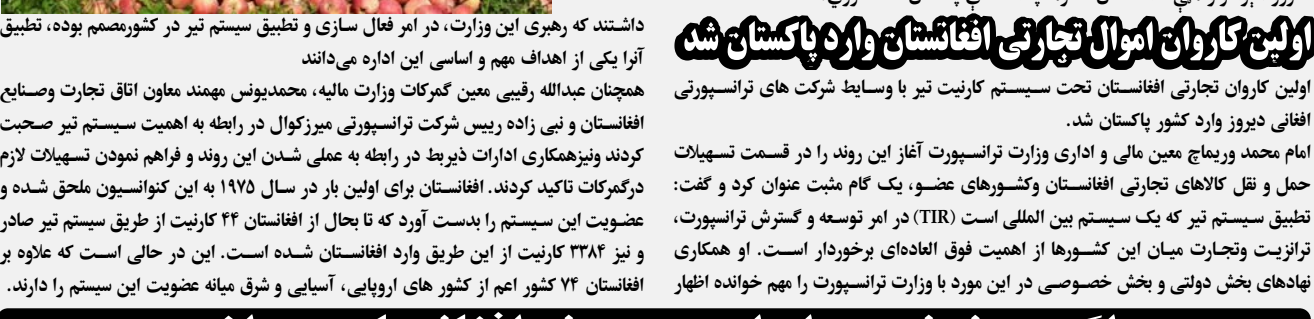 اولین کاروان اموال تجارتی افغانستان وارد پاکستان شد
اولین کاروان تجارتی افغانستان تحت سیستم کارنیت تیر با وسایط شرکت های ترانسپورتی
افغانی دیروز وارد کشور پاکستان شد.
امام محمد وریماچ معین مالی و اداری وزارت ترانسپورت آغاز این روند را در قسمت تسهیلات
حمل و نقل کالاهای تجارتی افغانستان وکشورهای عضو، یک گام مثبت عنوان کرد و گفت:
تطبیق سیستم تیر که یک سیستم بین المللی است (TIR) در امر توسعه و گسترش ترانسپورت،
ترانزیت وتجارت میان این کشورها از اهمیت فوق العاده‌ای برخوردار است. او همکاری
نهادهای بخش دولتی و بخش خصوصی در این مورد با وزارت ترانسپورت را مهم خوانده اظهار
داشتند که رهبری این وزارت، در امر فعال سازی و تطبیق سیستم تیر در کشورمصمم بوده، تطبیق
آنرا یکی از اهداف مهم و اساسی این اداره می‌دانند
همچنان عبدالله رقیبی معین گمرکات وزارت مالیه، محمدیونس مهمند معاون اتاق تجارت وصنایع
افغانستان و نبی زاده رییس شرکت ترانسپورتی میرزکوال در رابطه به اهمیت سیستم تیر صحبت
کردند ونیزهمکاری ادارات ذیربط در رابطه به عملی شدن این روند و فراهم نمودن تسهیلات لازم
درگمرکات تاکید کردند. افغانستان برای اولین بار در سال ۱۹۷۵ به این کنوانسیون ملحق شده و
عضویت این سیستم را بدست آورد که تا بحال از افغانستان ۴۴ کارنیت از طریق سیستم تیر صادر
و نیز ۳۳۸۴ کارنیت از این طریق وارد افغانستان شده است. این در حالی است که علاوه بر
افغانستان ۷۴ کشور اعم از کشور های اروپایی، آسیایی و شرق میانه عضویت این سیستم را دارند.